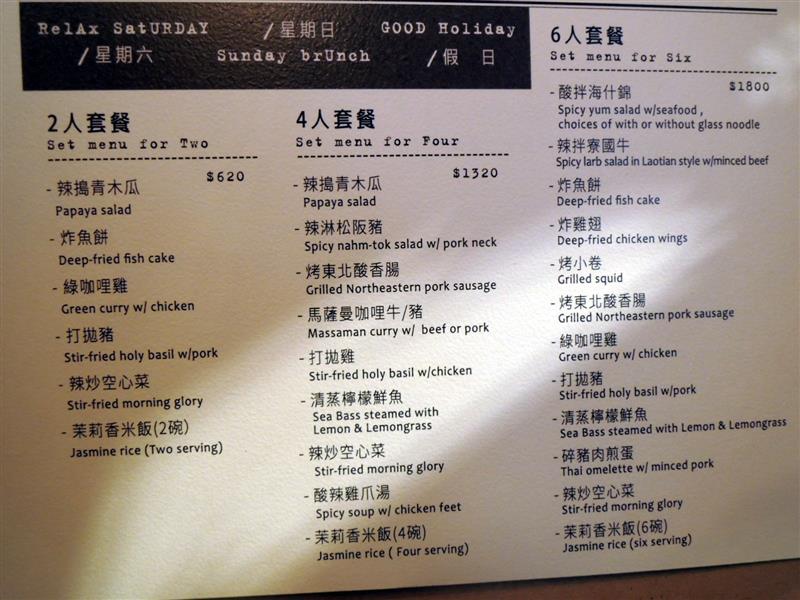 RelAx SatURDAY /星期日 GOOD Holiday
/星期六 Sunday brUnch /假 日
2人套餐
Set menu for Two
$620
- 辣搗青木瓜
Papaya salad
- 炸魚餅
Deep-fried fish cake
- 綠咖哩雞
Green curry w/ chicken
- 打拋豬
Stir-fried holy basil w/pork
- 辣炒空心菜
Stir-fried morning glory
- 茉莉香米飯(2碗)
Jasmine rice (Two serving)
4人套餐
Set menu for Four
$1320
- 辣搗青木瓜
Papaya salad
- 辣淋松阪豬
Spicy nahm-tok salad w/ pork neck
- 烤東北酸香腸
Grilled Northeastern pork sausage
- 馬薩曼咖哩牛/豬
Massaman curry w/ beef or pork
- 打拋雞
Stir-fried holy basil w/chicken
- 清蒸檸檬鮮魚
Sea Bass steamed with
Lemon & Lemongrass
- 辣炒空心菜
Stir-fried morning glory
- 酸辣雞爪湯
Spicy soup w/ chicken feet
- 茉莉香米飯(4碗)
Jasmine rice ( Four serving)
6人套餐
Set menu for Six
$1800
- 酸拌海什錦
Spicy yum salad w/seafood ,
choices of with or without glass noodle
- 辣拌寮國牛
Spicy larb salad in Laotian style w/minced beef
- 炸魚餅
Deep-fried fish cake
- 炸雞翅
Deep-fried chicken wings
- 烤小卷
Grilled squid
- 烤東北酸香腸
Grilled Northeastern pork sausage
- 綠咖哩雞
Green curry w/ chicken
- 打拋豬
Stir-fried holy basil w/pork
- 清蒸檸檬鮮魚
Sea Bass steamed with Lemon & Lemongrass
- 碎豬肉煎蛋
Thai omelette w/ minced pork
- 辣炒空心菜
Stir-fried morning glory
- 茉莉香米飯(6碗)
Jasmine rice (six serving)